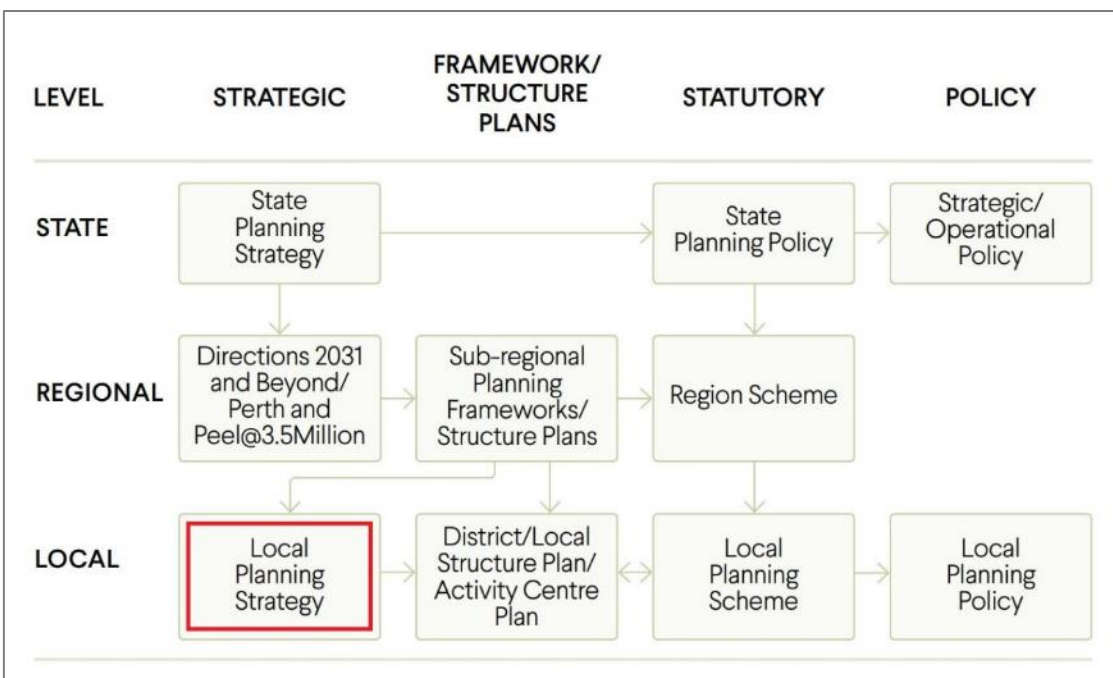 LEVEL
STRATEGIC
FRAMEWORK/
STRUCTURE
PLANS
STATUTORY
POLICY
STATE
State
Planning
Strategy
State
Planning Policy
Strategic/
Operational
Policy
REGIONAL
Directions 2031
and Beyond/
Perth and
Peel@3.5Million
Sub-regional
Planning
Frameworks/
Structure Plans
Region Scheme
LOCAL
Local
Planning
Strategy
District/Local
Structure Plan/
Activity Centre
Plan
Local
Planning
Scheme
Local
Planning
Policy